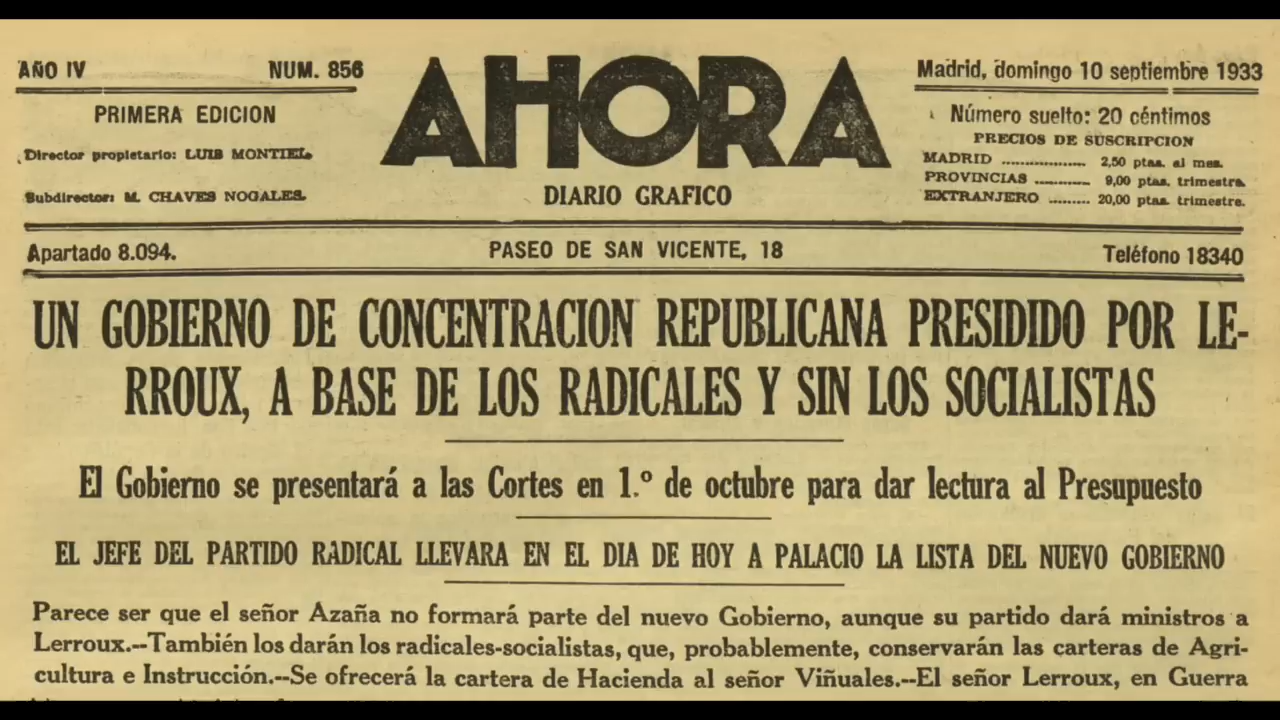 AÑO IV NUM. 856
PRIMERA EDICION
Director propietario: LUIS MONTIEL
Subdirector: M. CHAVES NOGALES.
AHORA
DIARIO GRAFICO
Madrid, domingo 10 septiembre 1933
Número suelto: 20 céntimos
PRECIOS DE SUSCRIPCION
MADRID ................. 2,50 ptas. al mes.
PROVINCIAS ........... 9,00 ptas. trimestre.
EXTRANJERO ......... 20,00 ptas. trimestre.
Apartado 8.094. PASEO DE SAN VICENTE, 18 Teléfono 18340
UN GOBIERNO DE CONCENTRACION REPUBLICANA PRESIDIDO POR LE-
RROUX, A BASE DE LOS RADICALES Y SIN LOS SOCIALISTAS
El Gobierno se presentará a las Cortes en 1.º de octubre para dar lectura al Presupuesto
EL JEFE DEL PARTIDO RADICAL LLEVARA EN EL DIA DE HOY A PALACIO LA LISTA DEL NUEVO GOBIERNO
Parece ser que el señor Azaña no formará parte del nuevo Gobierno, aunque su partido dará ministros a
Lerroux.--También los darán los radicales-socialistas, que, probablemente, conservarán las carteras de Agri-
cultura e Instrucción.--Se ofrecerá la cartera de Hacienda al señor Viñuales.--El señor Lerroux, en Guerra